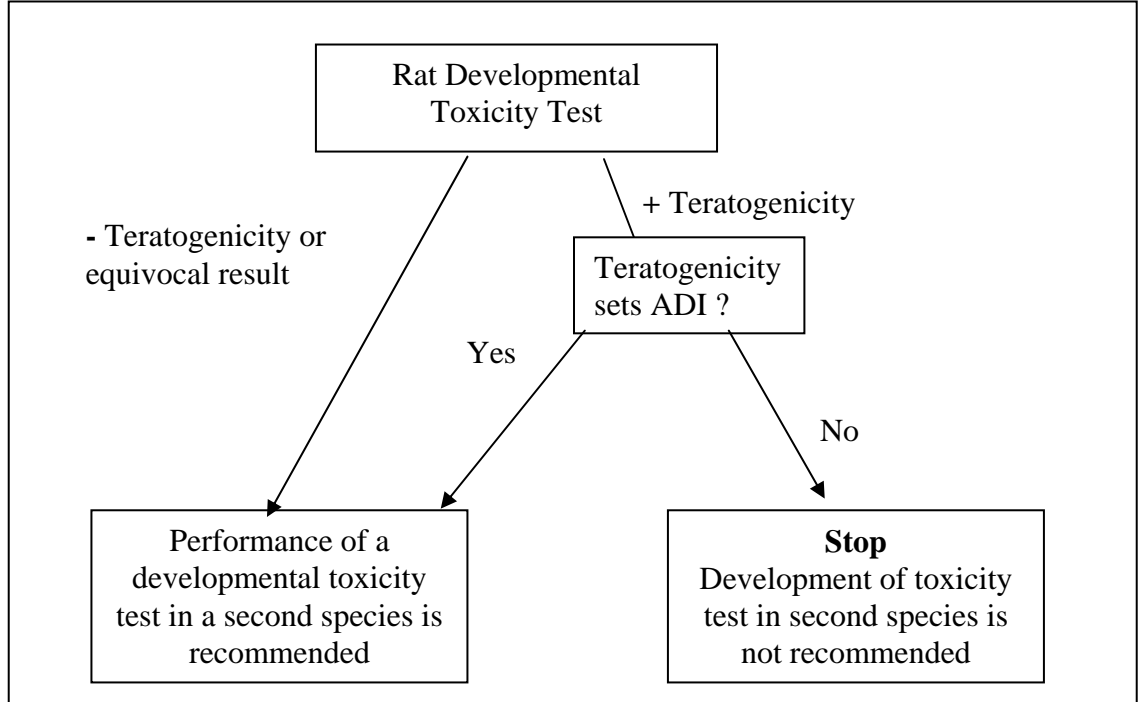 Rat Developmental
Toxicity Test
+ Teratogenicity
- Teratogenicity or
equivocal result
Teratogenicity
sets ADI ?
Yes
No
Performance of a
developmental toxicity
test in a second species is
recommended
Stop
Development of toxicity
test in second species is
not recommended